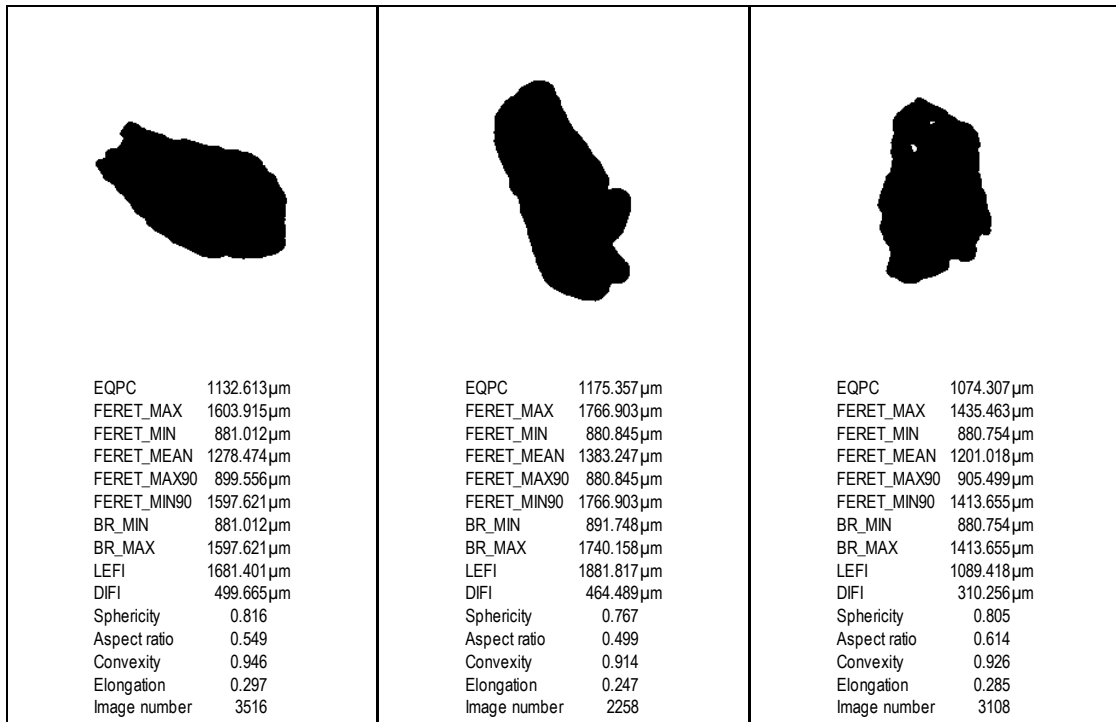 EQPC 1132.613µm
FERET_MAX 1603.915µm
FERET_MIN 881.012µm
FERET_MEAN 1278.474µm
FERET_MAX90 899.556µm
FERET_MIN90 1597.621µm
BR_MIN 881.012µm
BR_MAX 1597.621µm
LEFI 1681.401µm
DIFI 499.665µm
Sphericity 0.816
Aspect ratio 0.549
Convexity 0.946
Elongation 0.297
Image number 3516
EQPC 1175.357µm
FERET_MAX 1766.903µm
FERET_MIN 880.845µm
FERET_MEAN 1383.247µm
FERET_MAX90 880.845µm
FERET_MIN90 1766.903µm
BR_MIN 891.748µm
BR_MAX 1740.158µm
LEFI 1881.817µm
DIFI 464.489µm
Sphericity 0.767
Aspect ratio 0.499
Convexity 0.914
Elongation 0.247
Image number 2258
EQPC 1074.307µm
FERET_MAX 1435.463µm
FERET_MIN 880.754µm
FERET_MEAN 1201.018µm
FERET_MAX90 905.499µm
FERET_MIN90 1413.655µm
BR_MIN 880.754µm
BR_MAX 1413.655µm
LEFI 1089.418µm
DIFI 310.256µm
Sphericity 0.805
Aspect ratio 0.614
Convexity 0.926
Elongation 0.285
Image number 3108